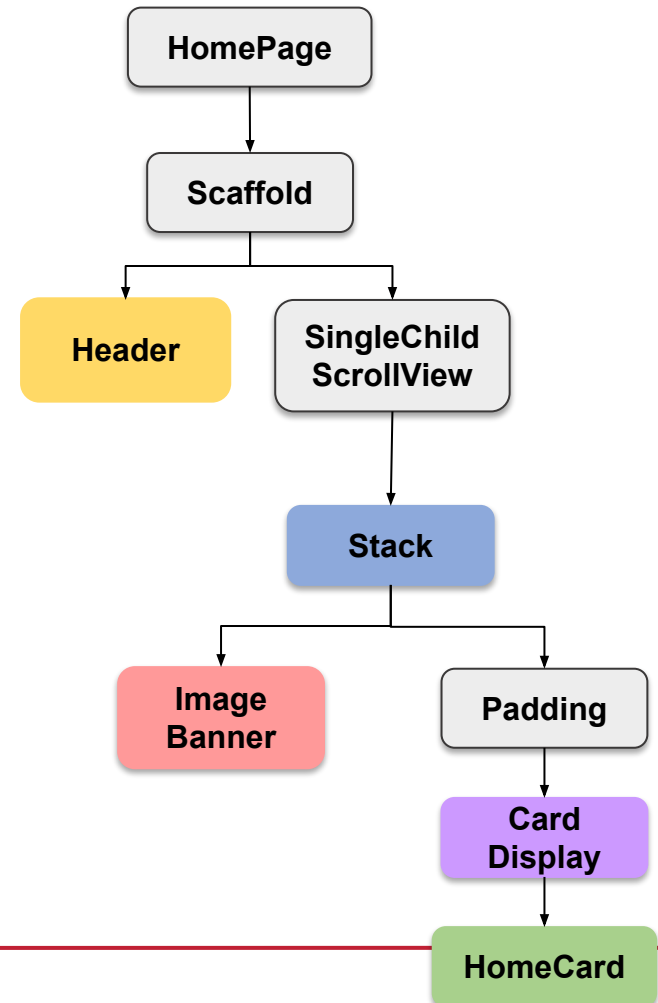 HomePage
Scaffold
Header
SingleChild
ScrollView
Stack
Image
Banner
Padding
Card
Display
HomeCard